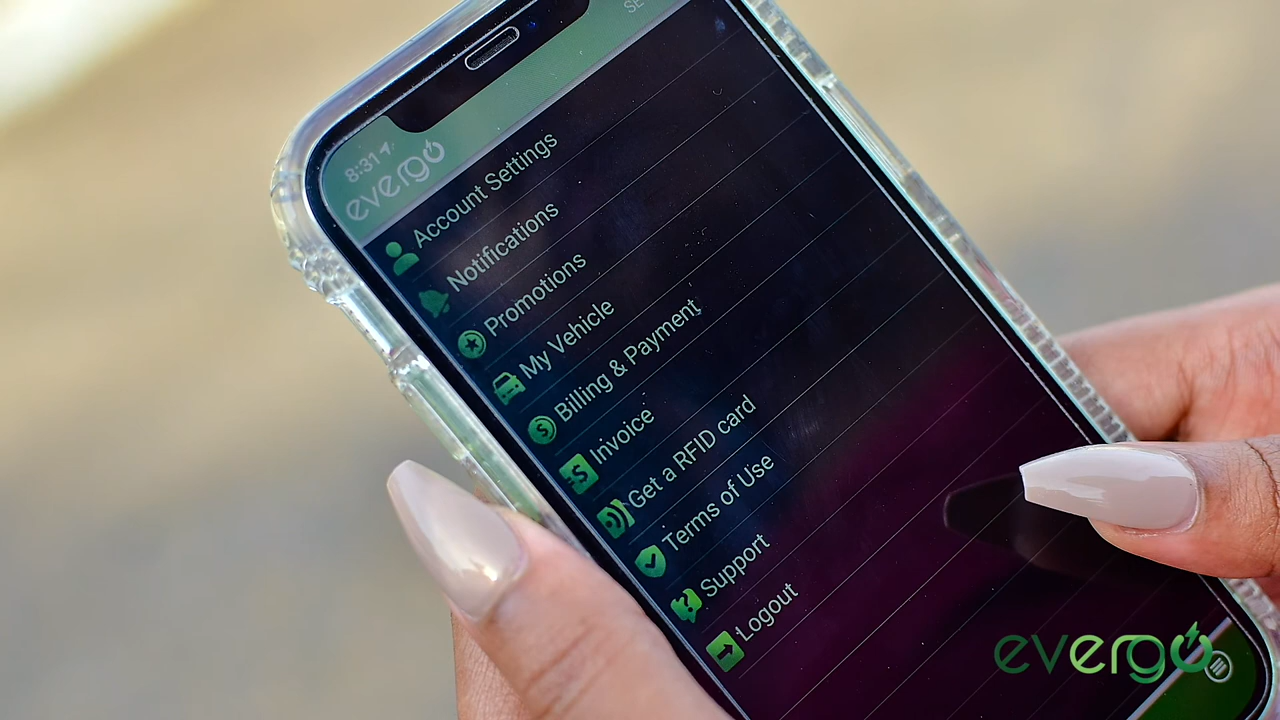 SE
8:31
evergo
Account Settings
Notifications
Promotions
My Vehicle
Billing & Payment
Invoice
Get a RFID card
Terms of Use
Support
Logout
evergo